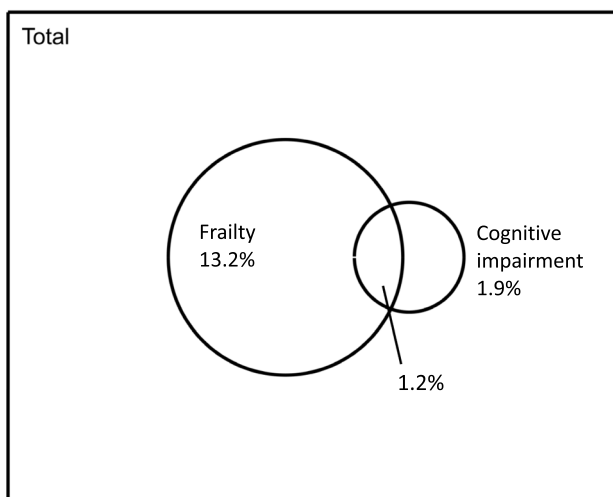 Total
Frailty
13.2%
Cognitive
impairment
1.9%
1.2%